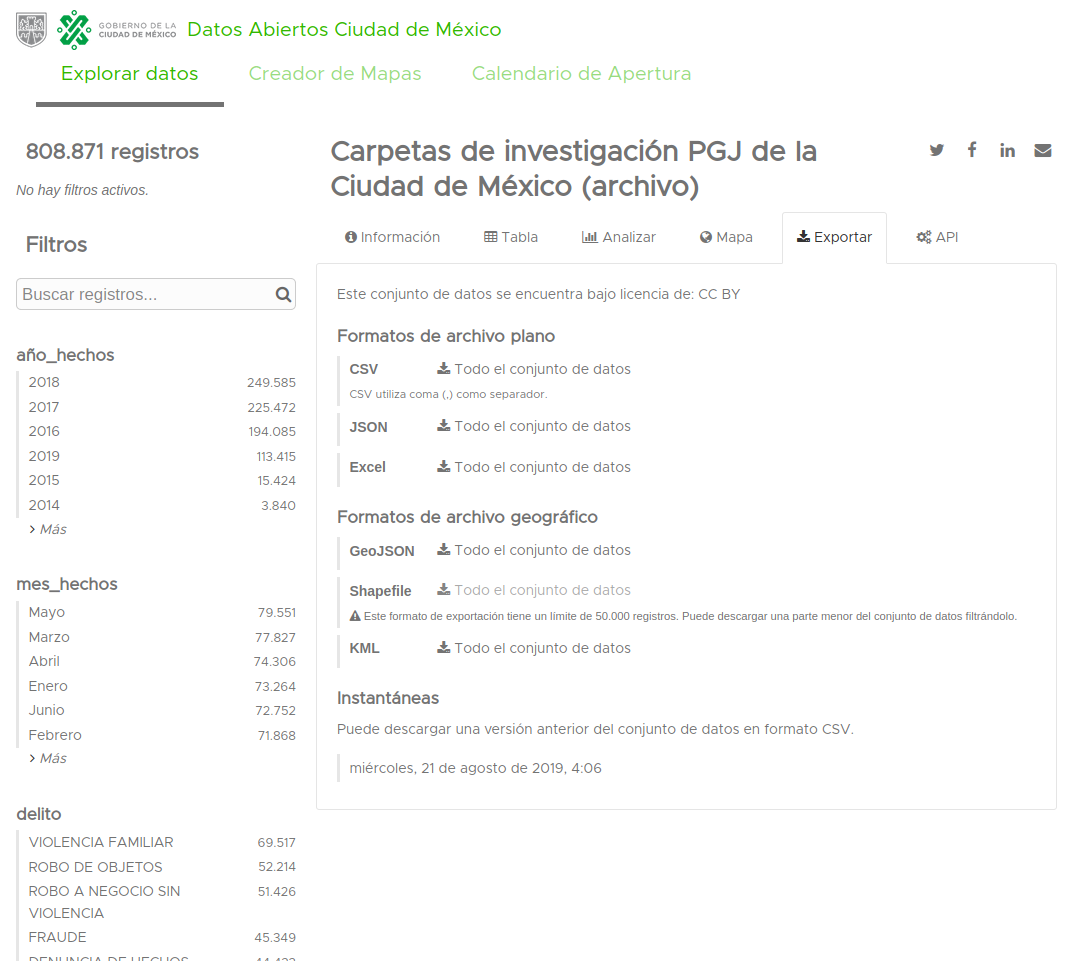 GOBIERNO DE LA
CIUDAD DE MÉXICO
Datos Abiertos Ciudad de México
Explorar datos
Creador de Mapas
Calendario de Apertura
808.871 registros
No hay filtros activos.
Filtros
Buscar registros...
año_hechos
2018 249.585
2017 225.472
2016 194.085
2019 113.415
2015 15.424
2014 3.840
> Más
mes_hechos
Mayo 79.551
Marzo 77.827
Abril 74.306
Enero 73.264
Junio 72.752
Febrero 71.868
> Más
delito
VIOLENCIA FAMILIAR 69.517
ROBO DE OBJETOS 52.214
ROBO A NEGOCIO SIN 51.426
VIOLENCIA
FRAUDE 45.349
DENUNCIA DE HECHOS
Carpetas de investigación PGJ de la
Ciudad de México (archivo)
Información
Tabla
Analizar
Mapa
Exportar
API
Este conjunto de datos se encuentra bajo licencia de: CC BY
Formatos de archivo plano
CSV Todo el conjunto de datos
CSV utiliza coma (,) como separador.
JSON Todo el conjunto de datos
Excel Todo el conjunto de datos
Formatos de archivo geográfico
GeoJSON Todo el conjunto de datos
Shapefile Todo el conjunto de datos
Este formato de exportación tiene un límite de 50.000 registros. Puede descargar una parte menor del conjunto de datos filtrándolo.
KML Todo el conjunto de datos
Instantáneas
Puede descargar una versión anterior del conjunto de datos en formato CSV.
miércoles, 21 de agosto de 2019, 4:06